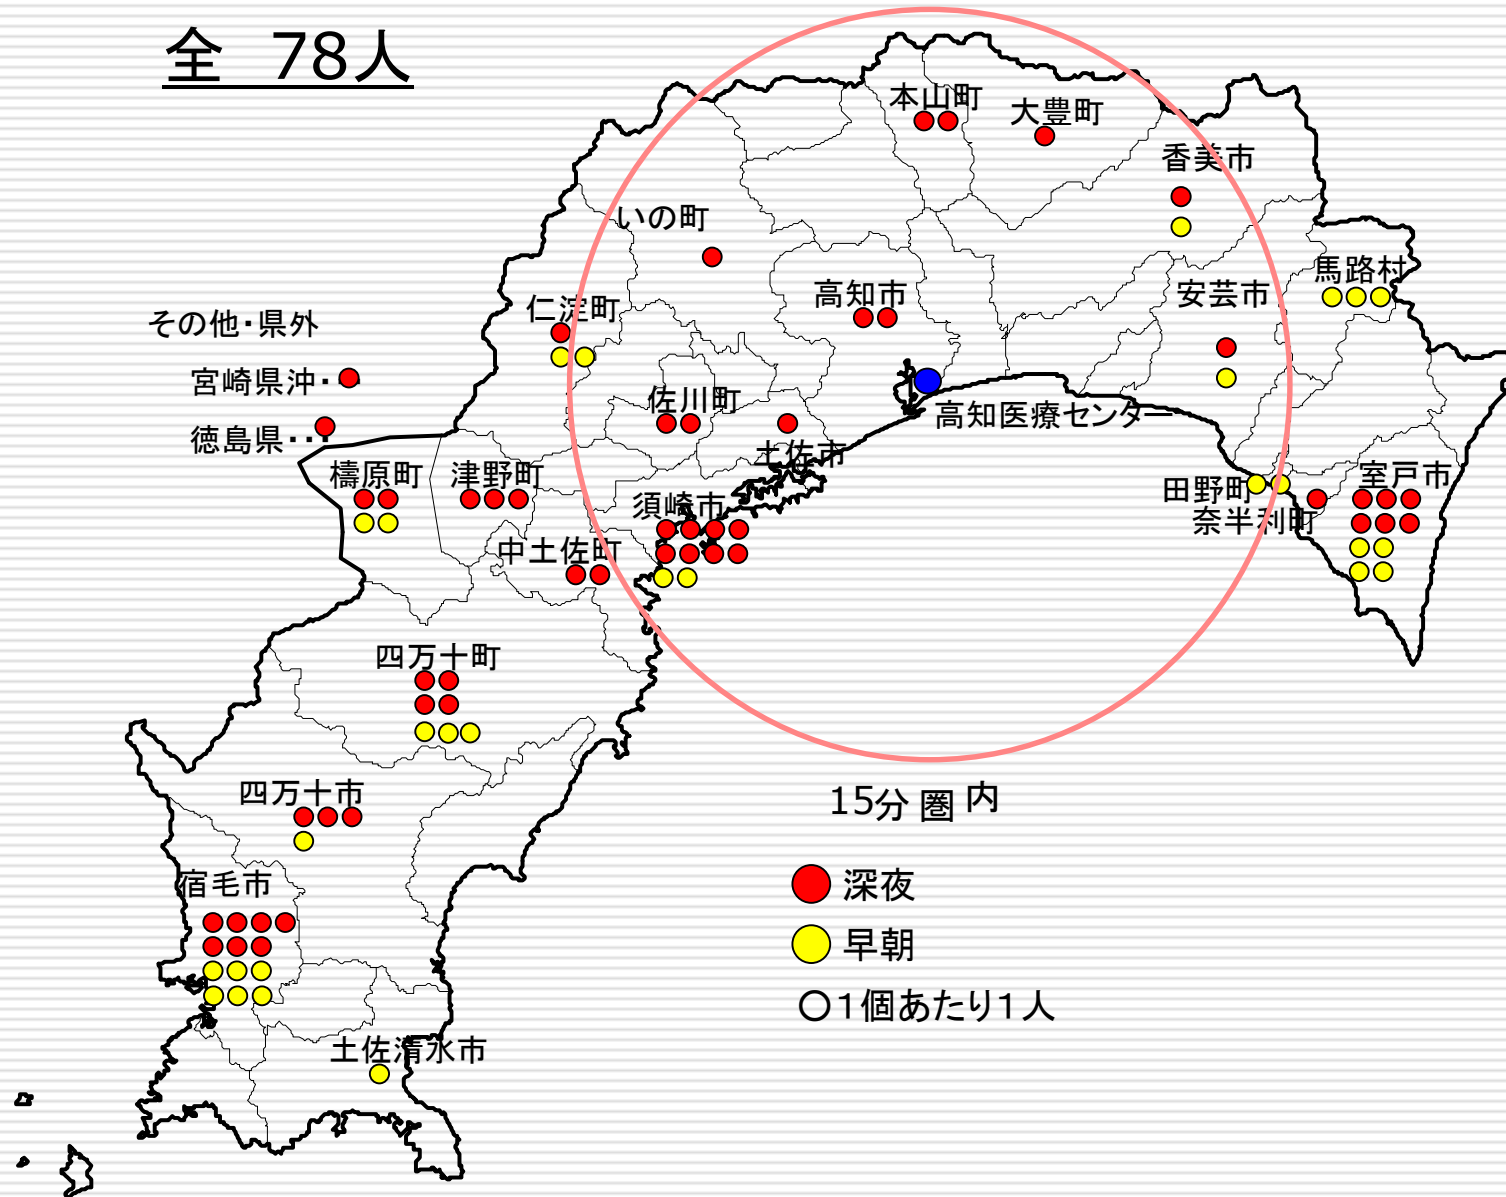 全 78人
本山町
大豊町
香美市
いの町
馬路村
仁淀町
高知市
安芸市
その他・県外
宮崎県沖・・
佐川町
高知医療センター
徳島県・・
土佐市
檮原町
津野町
須崎市
田野町
室戸市
奈半利町
中土佐町
四万十町
四万十市
15分圏内
宿毛市
深夜
早朝
○1個あたり1人
土佐清水市